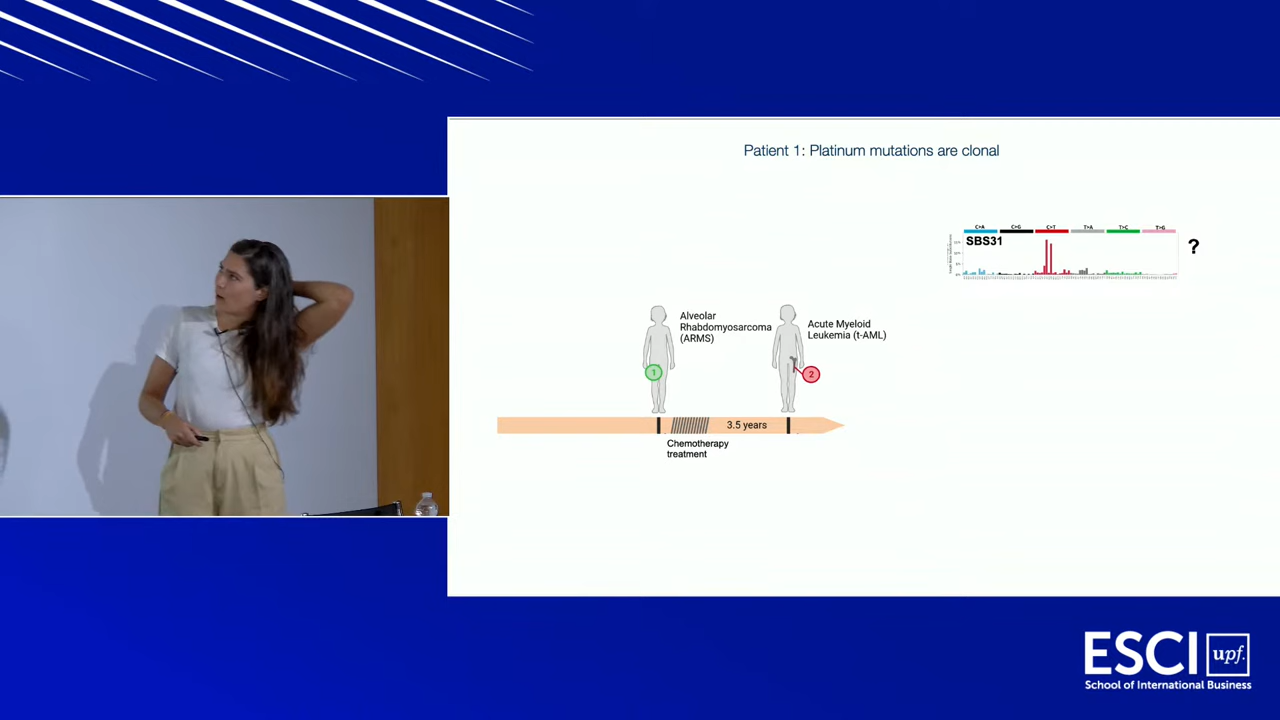 Patient 1: Platinum mutations are clonal
C>A C>G C>T T>A T>C T>G
SBS31
?
Alveolar
Rhabdomyosarcoma
(ARMS)
Acute Myeloid
Leukemia (t-AML)
1
2
3.5 years
Chemotherapy
treatment
ESCI upf.
School of International Business